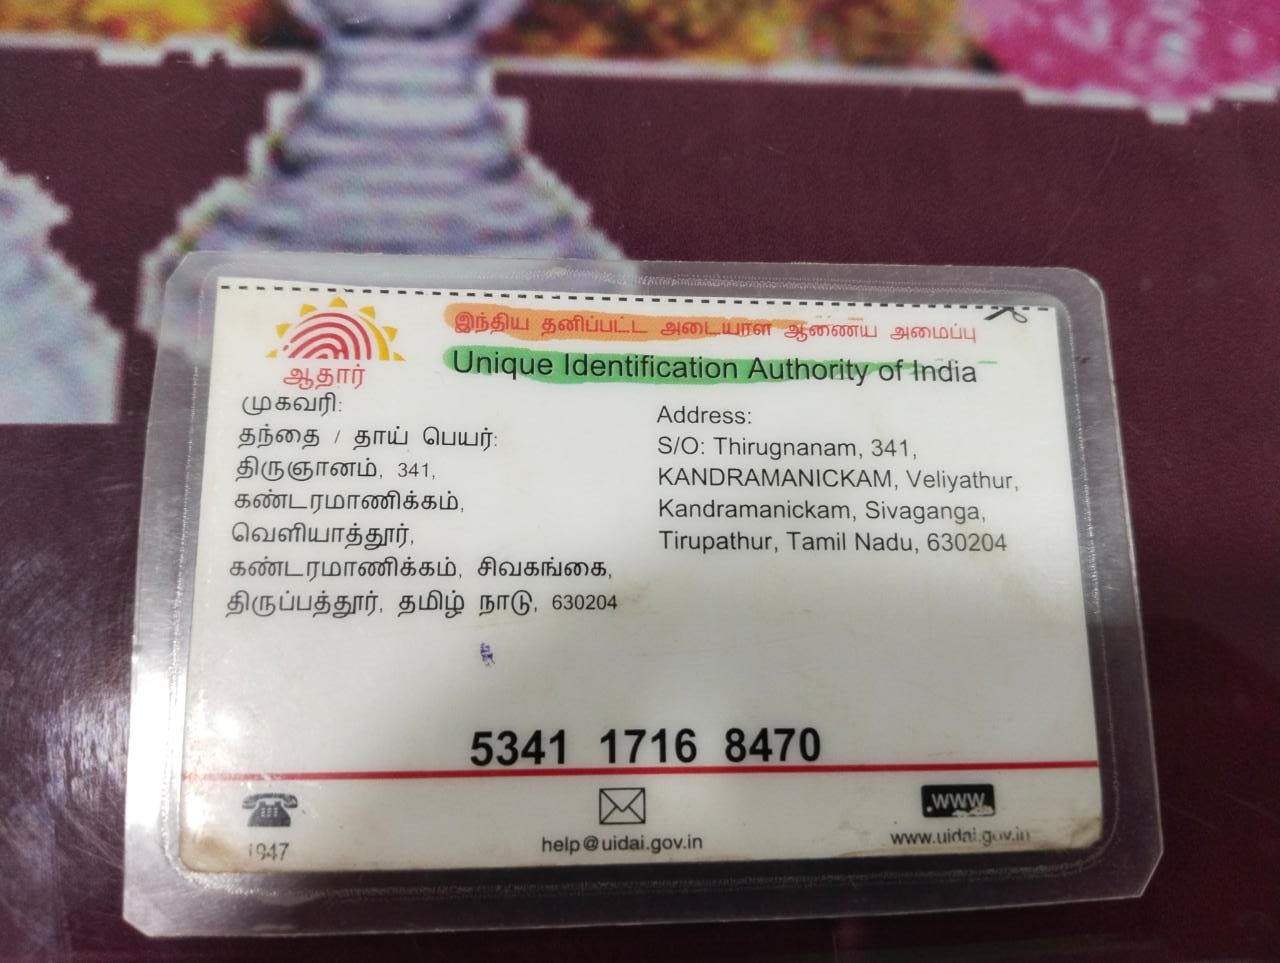 இந்திய தனிப்பட்ட அடையாள ஆணைய அமைப்பு
Unique Identification Authority of India
ஆதார்
முகவரி:
தந்தை / தாய் பெயர்:
திருஞானம், 341,
கண்டரமாணிக்கம்,
வெளியாத்தூர்,
கண்டரமாணிக்கம், சிவகங்கை,
திருப்பத்தூர், தமிழ் நாடு, 630204
Address:
S/O: Thirugnanam, 341,
KANDRAMANICKAM, Veliyathur,
Kandramanickam, Sivaganga,
Tirupathur, Tamil Nadu, 630204
5341 1716 8470
1947
help@uidai.gov.in
www
www.uidai.gov.in